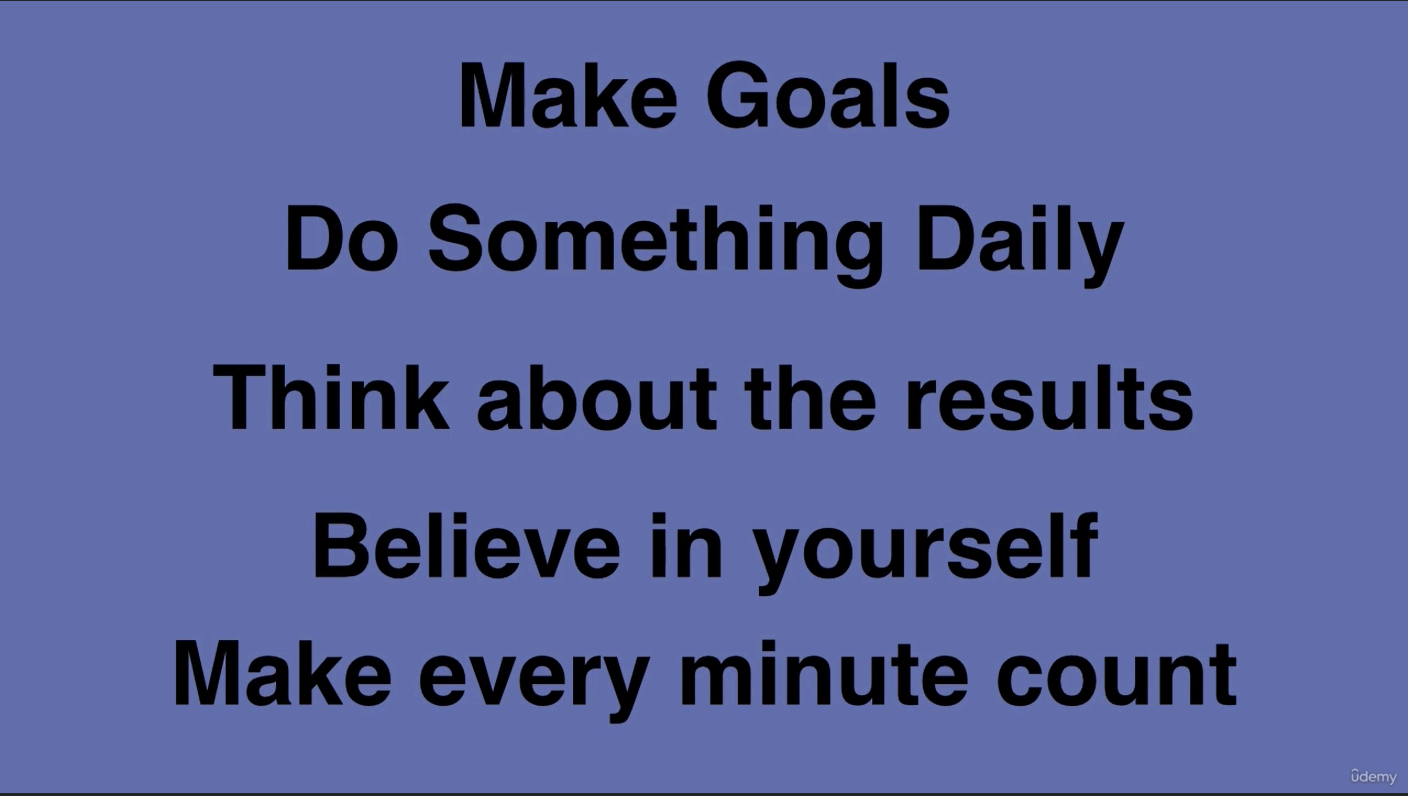 Make Goals
Do Something Daily
Think about the results
Believe in yourself
Make every minute count
ûdemy